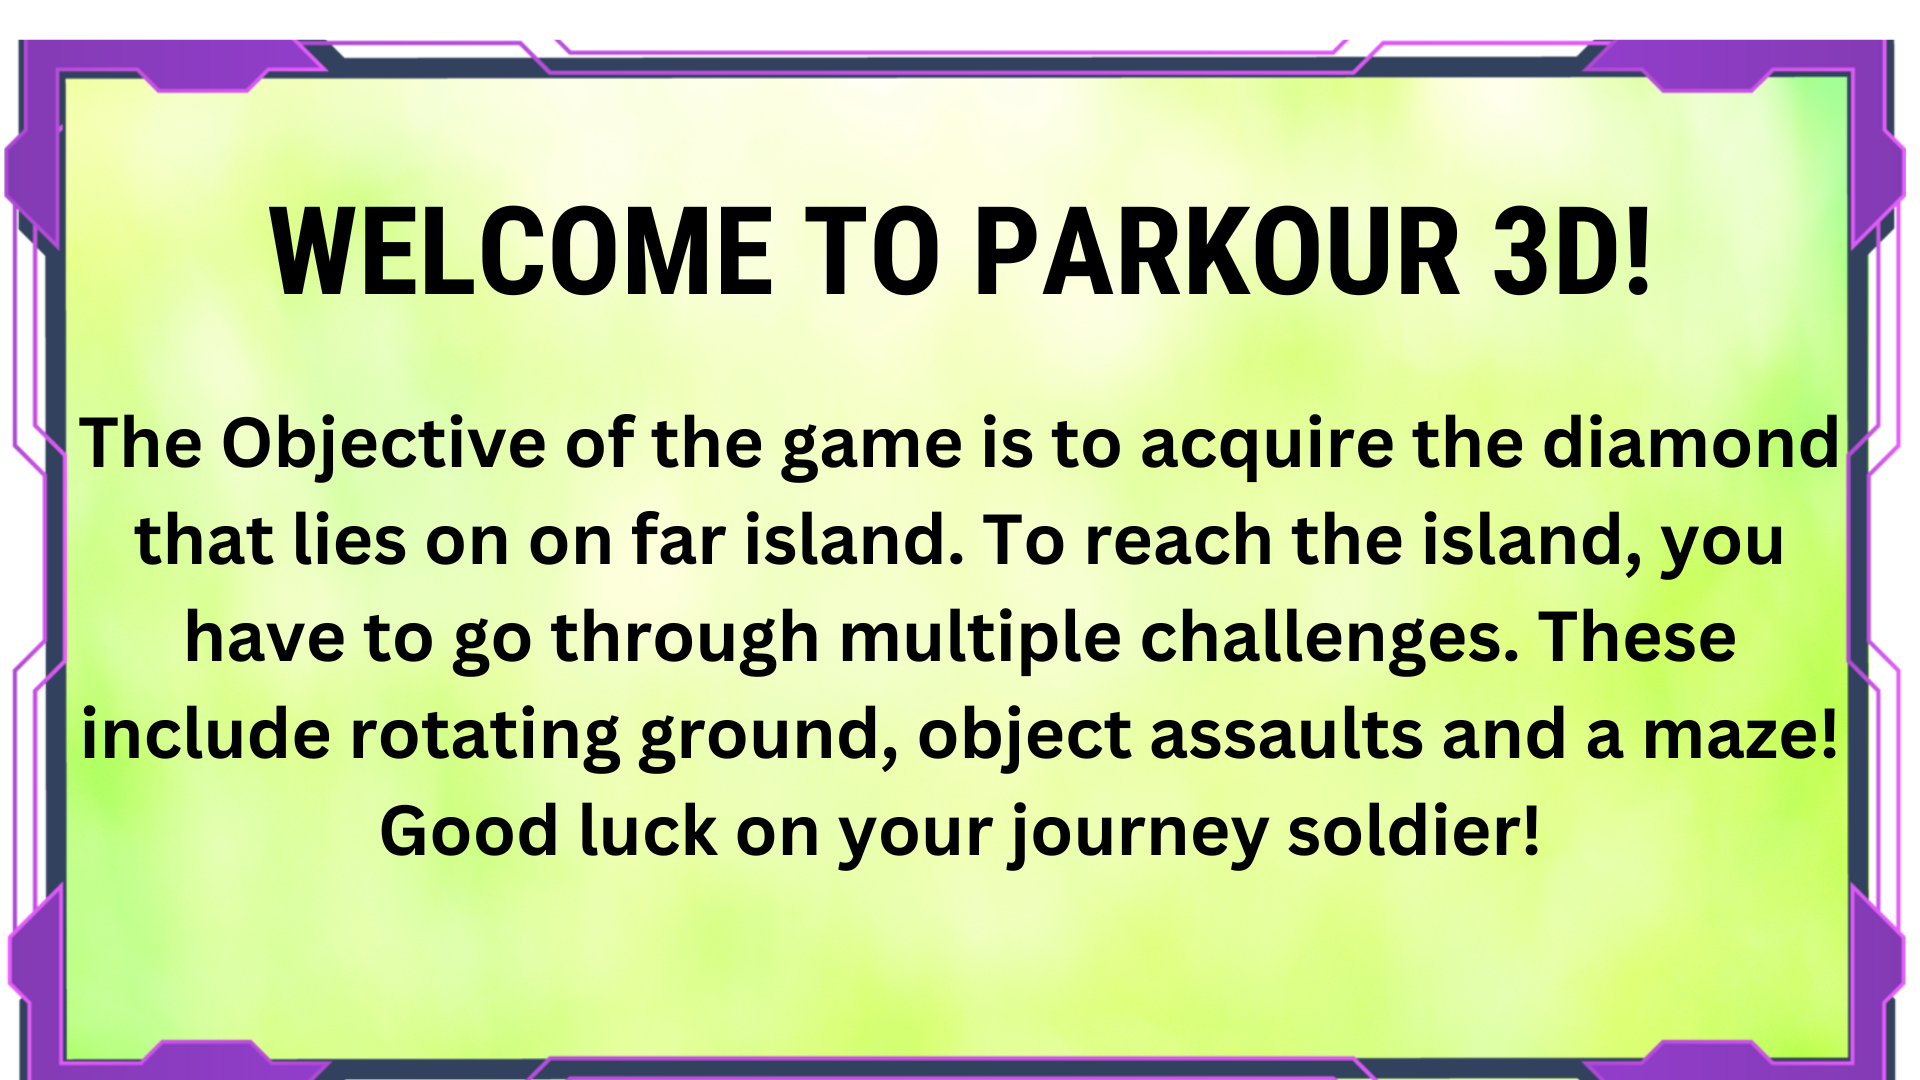 WELCOME TO PARKOUR 3D!
The Objective of the game is to acquire the diamond
that lies on on far island. To reach the island, you
have to go through multiple challenges. These
include rotating ground, object assaults and a maze!
Good luck on your journey soldier!